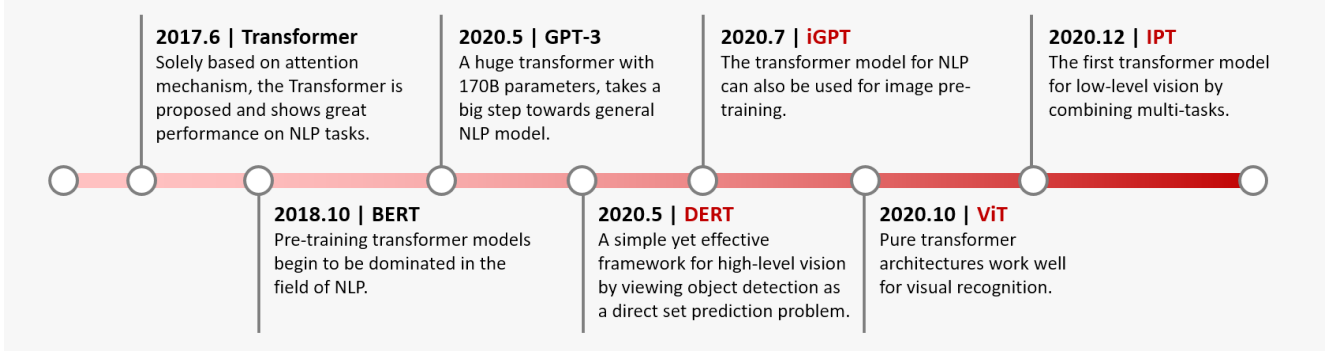 2017.6 | Transformer
Solely based on attention
mechanism, the Transformer is
proposed and shows great
performance on NLP tasks.
2018.10 | BERT
Pre-training transformer models
begin to be dominated in the
field of NLP.
2020.5 | GPT-3
A huge transformer with
170B parameters, takes a
big step towards general
NLP model.
2020.5 | DERT
A simple yet effective
framework for high-level vision
by viewing object detection as
a direct set prediction problem.
2020.7 | iGPT
The transformer model for NLP
can also be used for image pre-
training.
2020.10 | ViT
Pure transformer
architectures work well
for visual recognition.
2020.12 | IPT
The first transformer model
for low-level vision by
combining multi-tasks.